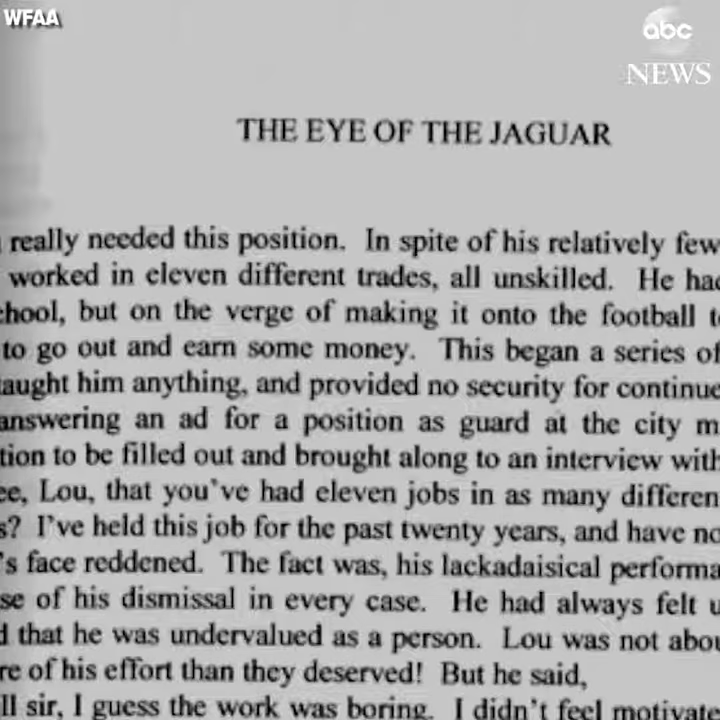 WFAA
abc
NEWS
THE EYE OF THE JAGUAR
really needed this position. In spite of his relatively few
worked in eleven different trades, all unskilled. He had
chool, but on the verge of making it onto the football t
to go out and earn some money. This began a series of
taught him anything, and provided no security for continue
answering an ad for a position as guard at the city m
tion to be filled out and brought along to an interview with
ee, Lou, that you've had eleven jobs in as many differen
s? I've held this job for the past twenty years, and have no
's face reddened. The fact was, his lackadaisical performa
se of his dismissal in every case. He had always felt u
d that he was undervalued as a person. Lou was not abou
re of his effort than they deserved! But he said,
ll sir, I guess the work was boring. I didn't feel motivate